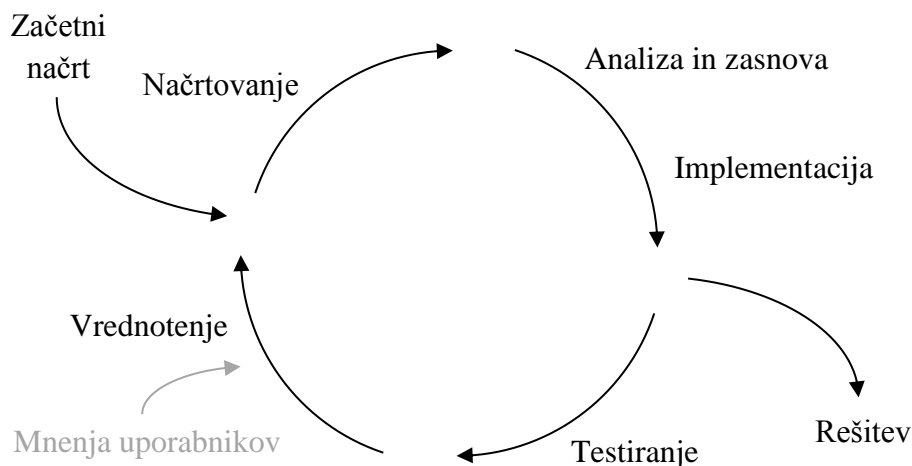 Začetni
načrt
Načrtovanje
Analiza in zasnova
Implementacija
Vrednotenje
Mnenja uporabnikov
Testiranje
Rešitev